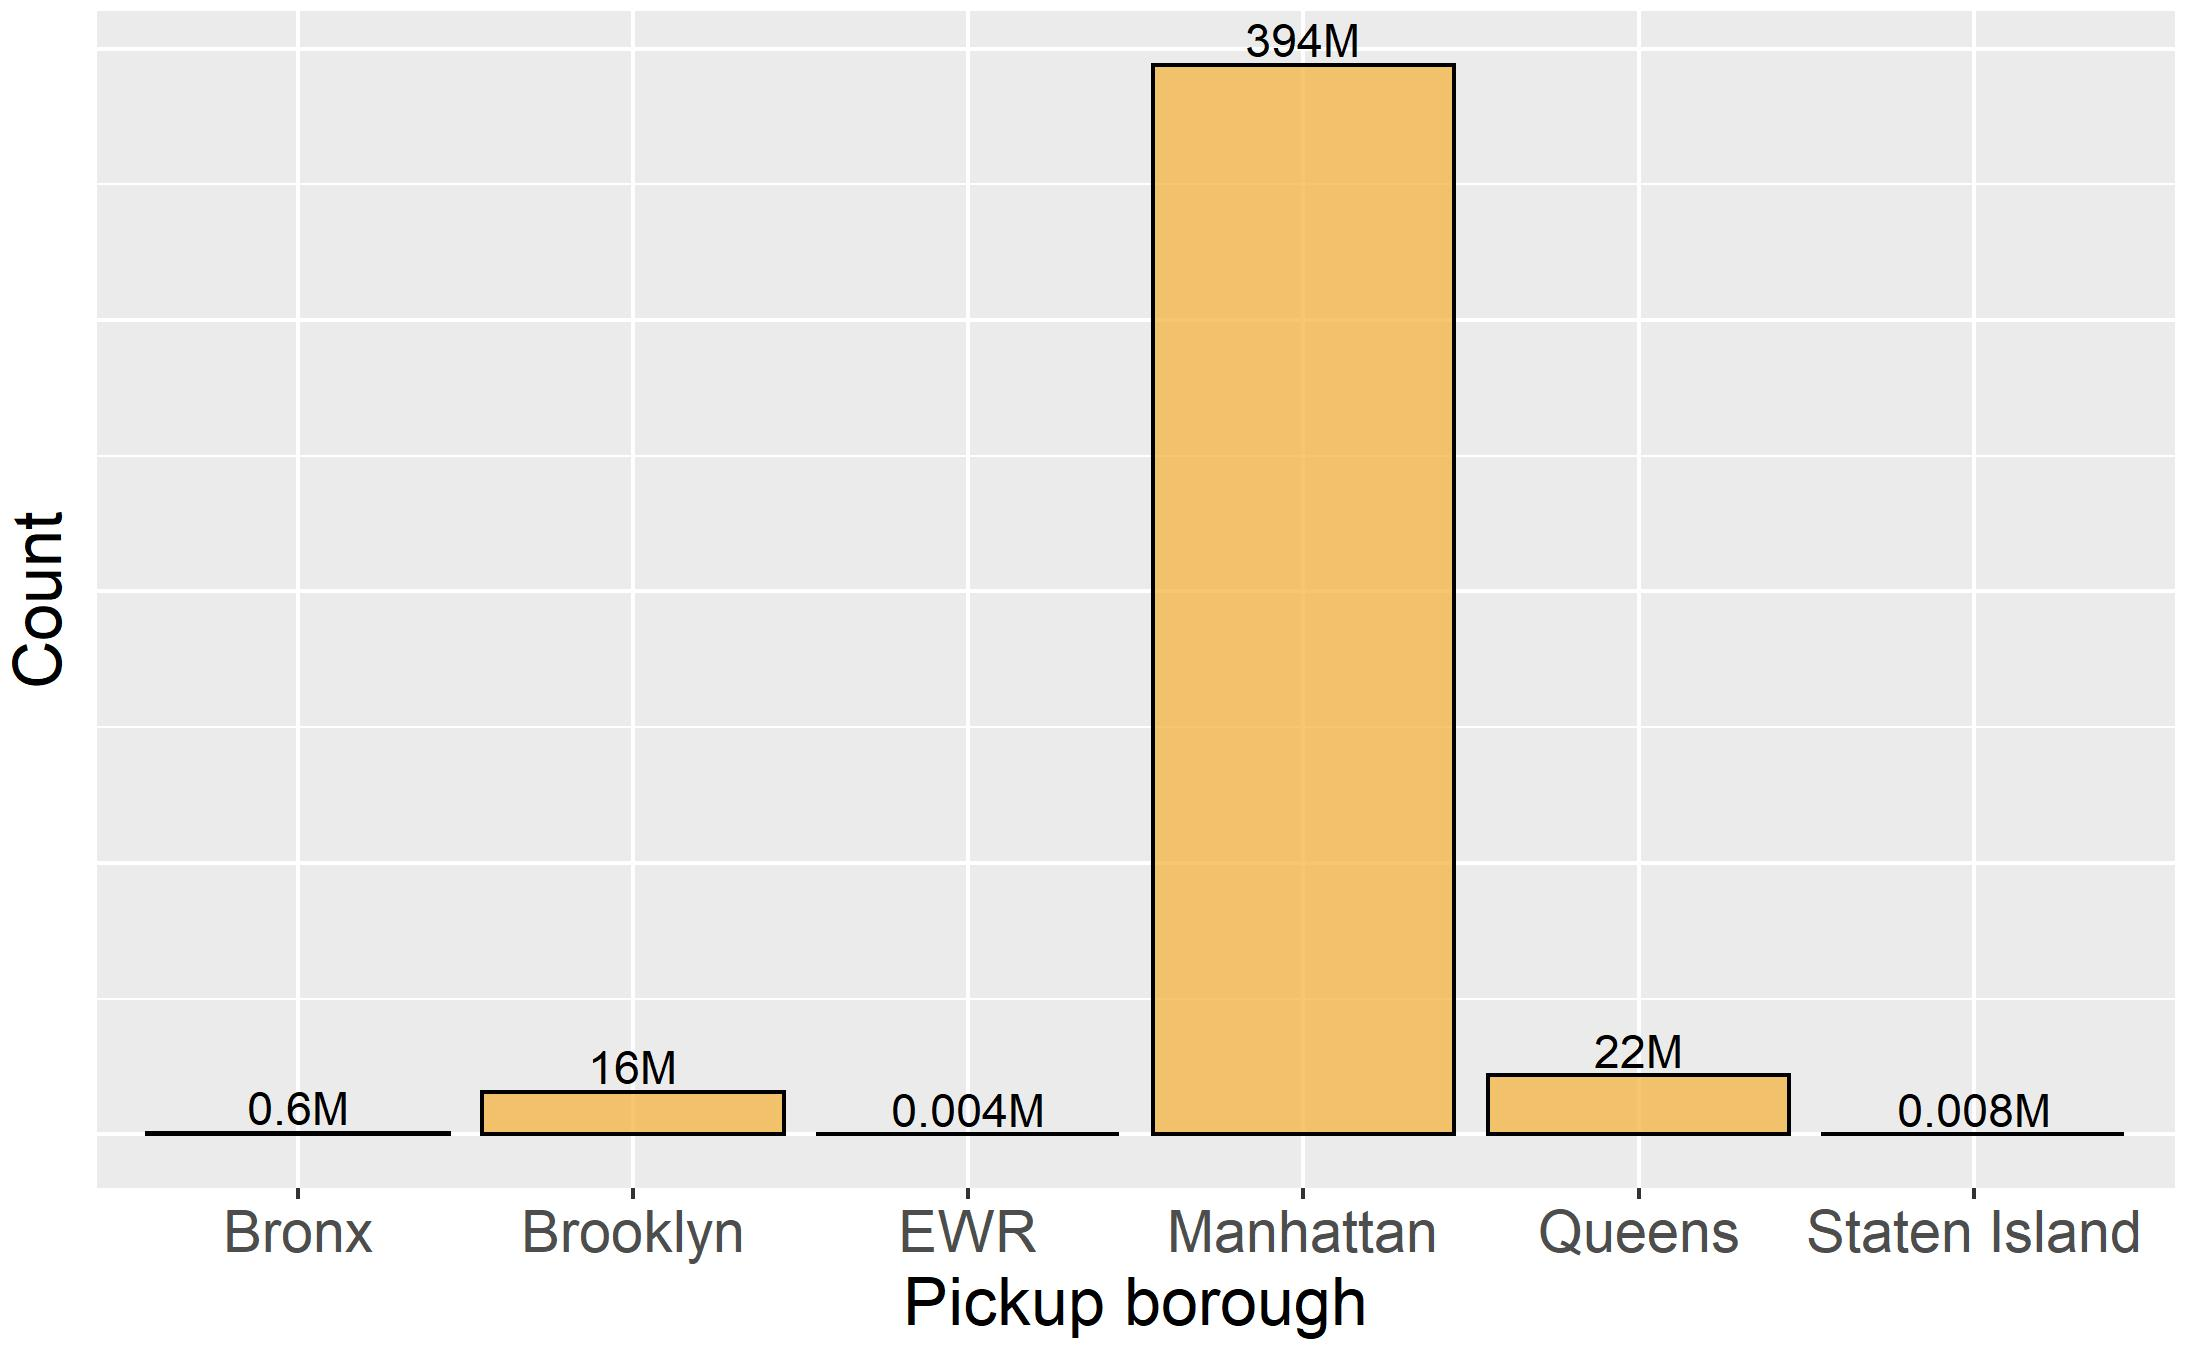 394M
Count
22M
16M
0.6M
0.004M
0.008M
Bronx Brooklyn EWR Manhattan Queens Staten Island
Pickup borough